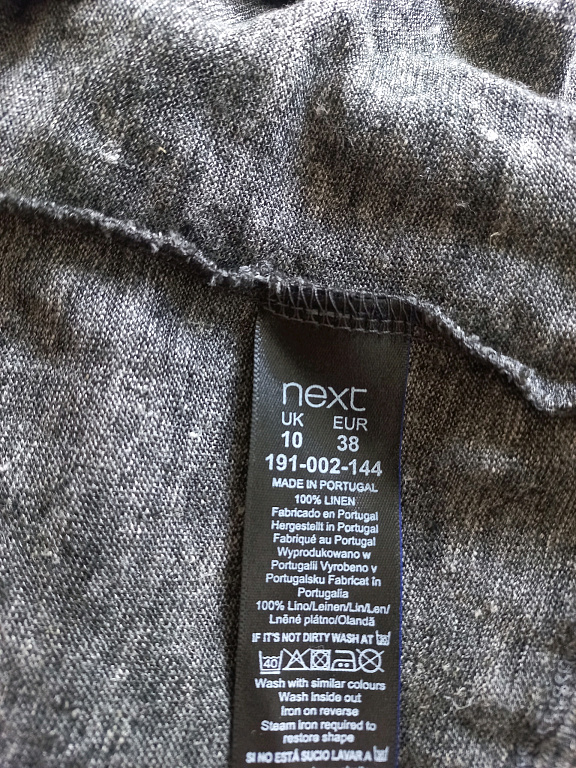 next
UK EUR
10 38
191-002-144
MADE IN PORTUGAL
100% LINEN
Fabricado en Portugal
Hergestellt in Portugal
Fabriqué au Portugal
Wyprodukowano w
Portugalii Vyrobeno v
Portugalsku Fabricat în
Portugalia
100% Lino/Leinen/Lin/Len/
Lněné plátno/Olandă
IF IT'S NOT DIRTY WASH AT
40
Wash with similar colours
Wash inside out
Iron on reverse
Steam iron required to
restore shape
SI NO ESTÁ SUCIO LAVAR A